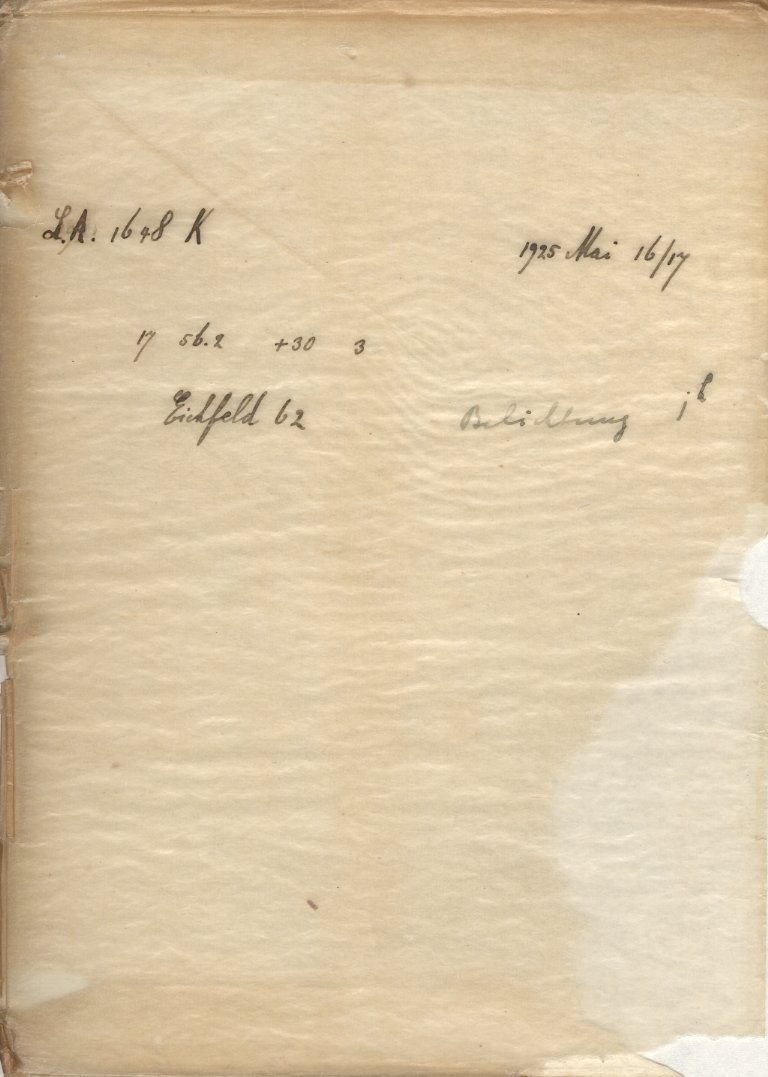 L.A. 1648 K
1925 Mai 16/17
17 56.2 +30 3
Eichfeld 62
Belichtung 1h